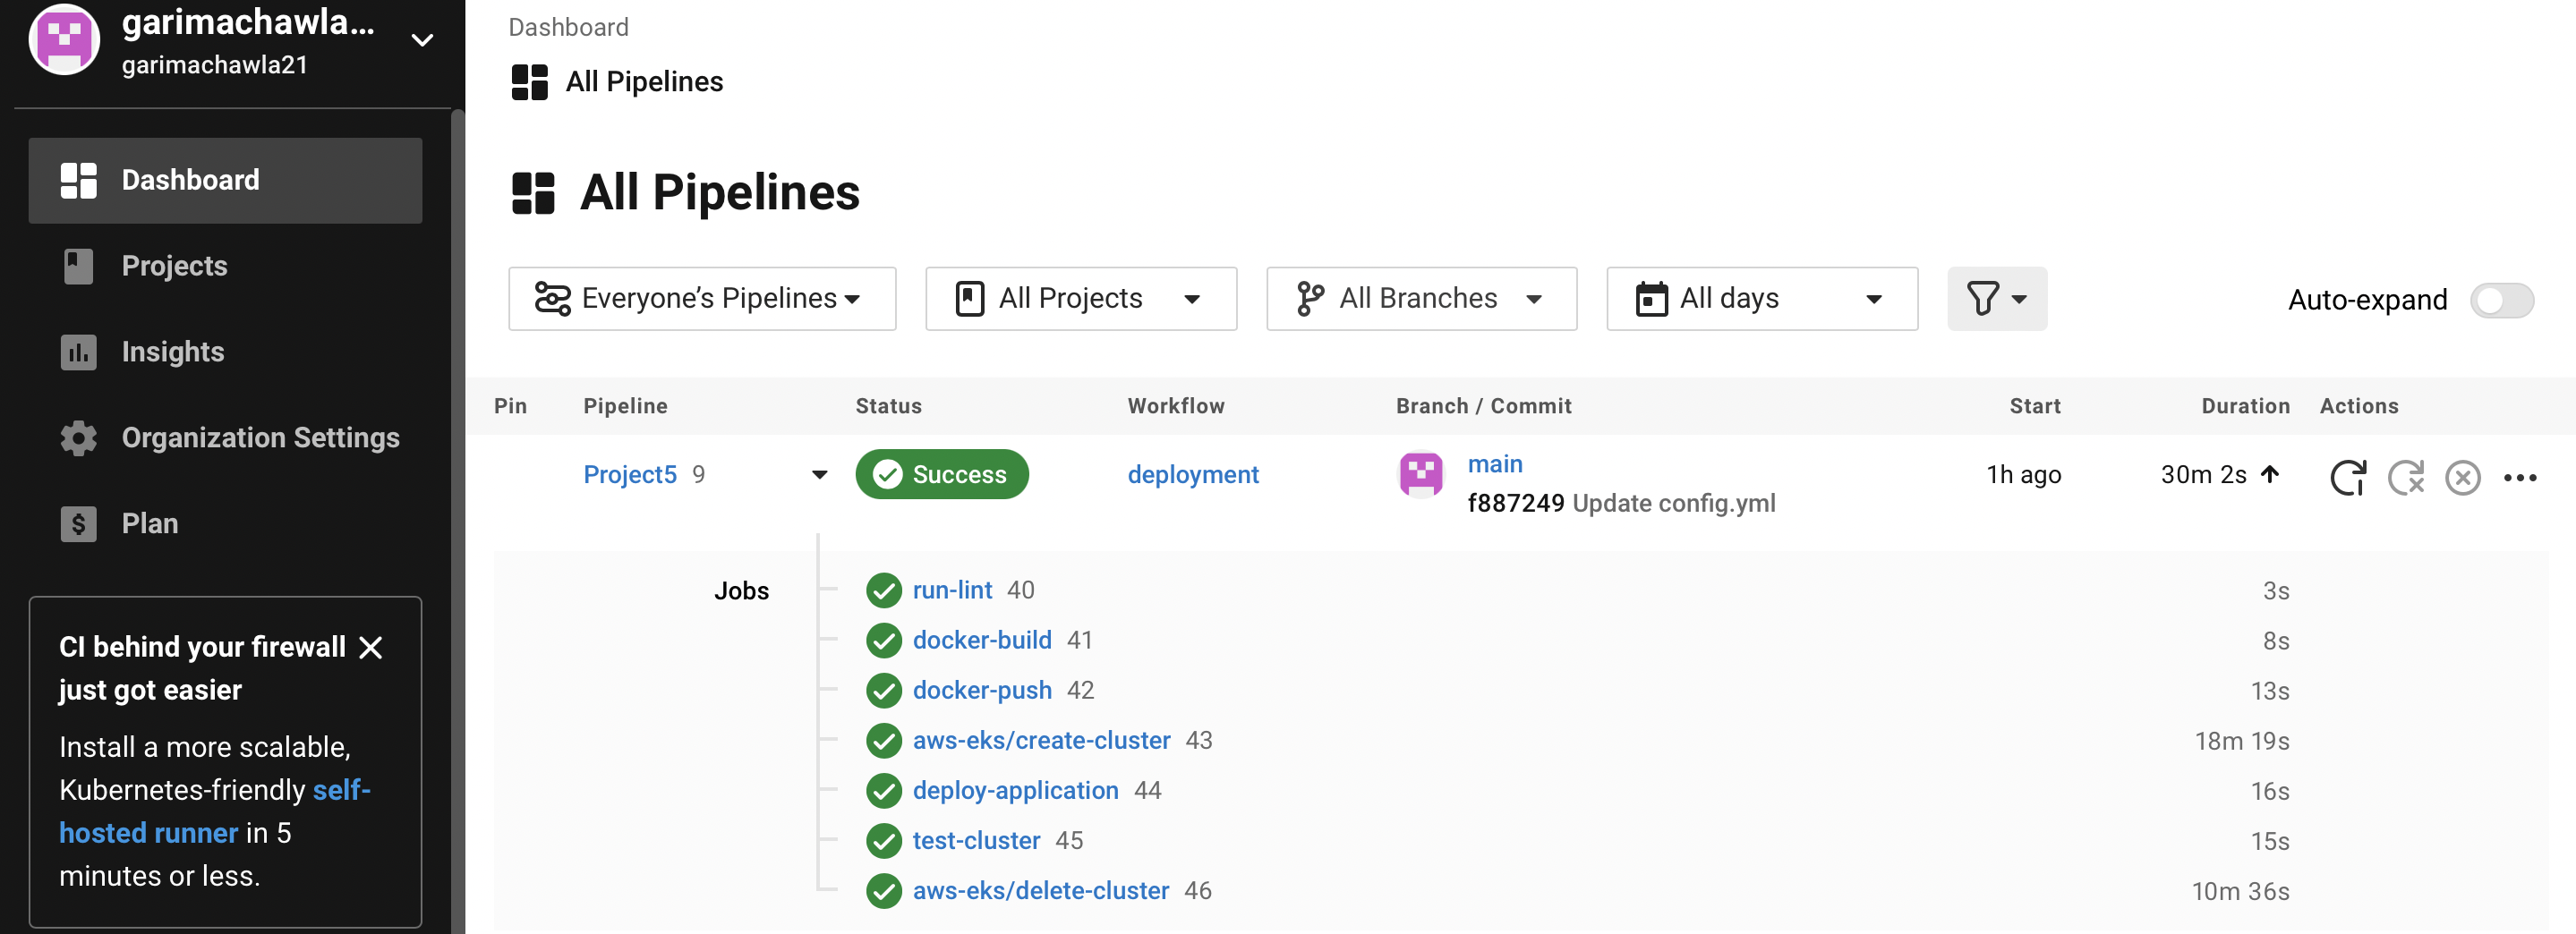 garimachawla...
garimachawla21
Dashboard
Projects
Insights
Organization Settings
Plan
CI behind your firewall
just got easier
Install a more scalable,
Kubernetes-friendly self-
hosted runner in 5
minutes or less.
Dashboard
All Pipelines
All Pipelines
Everyone’s Pipelines All Projects All Branches All days Auto-expand
Pin Pipeline Status Workflow Branch / Commit Start Duration Actions
Project5 9 Success deployment main 1h ago 30m 2s
f887249 Update config.yml
Jobs run-lint 40 3s
docker-build 41 8s
docker-push 42 13s
aws-eks/create-cluster 43 18m 19s
deploy-application 44 16s
test-cluster 45 15s
aws-eks/delete-cluster 46 10m 36s